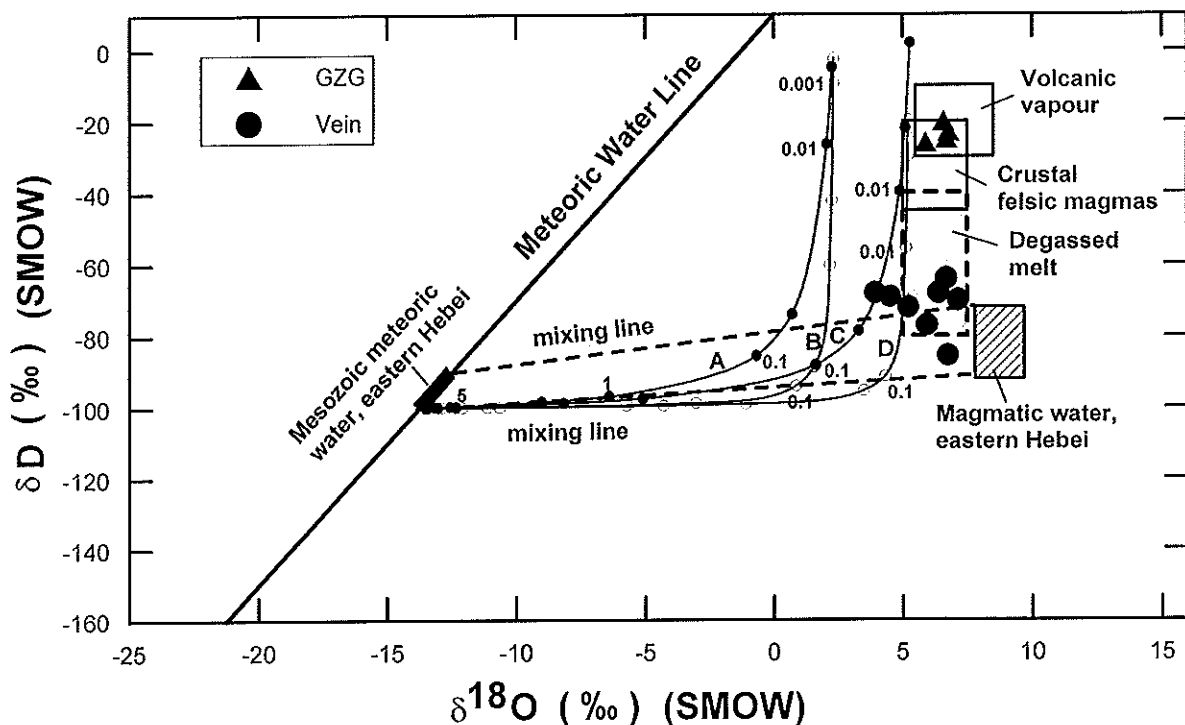 GZG
Vein
Meteoric Water Line
Mesozoic meteoric
water, eastern Hebei
mixing line
mixing line
Volcanic
vapour
Crustal
felsic magmas
Degassed
melt
Magmatic water,
eastern Hebei
0.001
0.01
0.01
0.01
A
B
C
D
0.1
0.1
0.1
0.1
1
5
0
-20
-40
-60
-80
-100
-120
-140
-160
-25
-20
-15
-10
-5
0
5
10
15
δD (‰) (SMOW)
δ18O (‰) (SMOW)